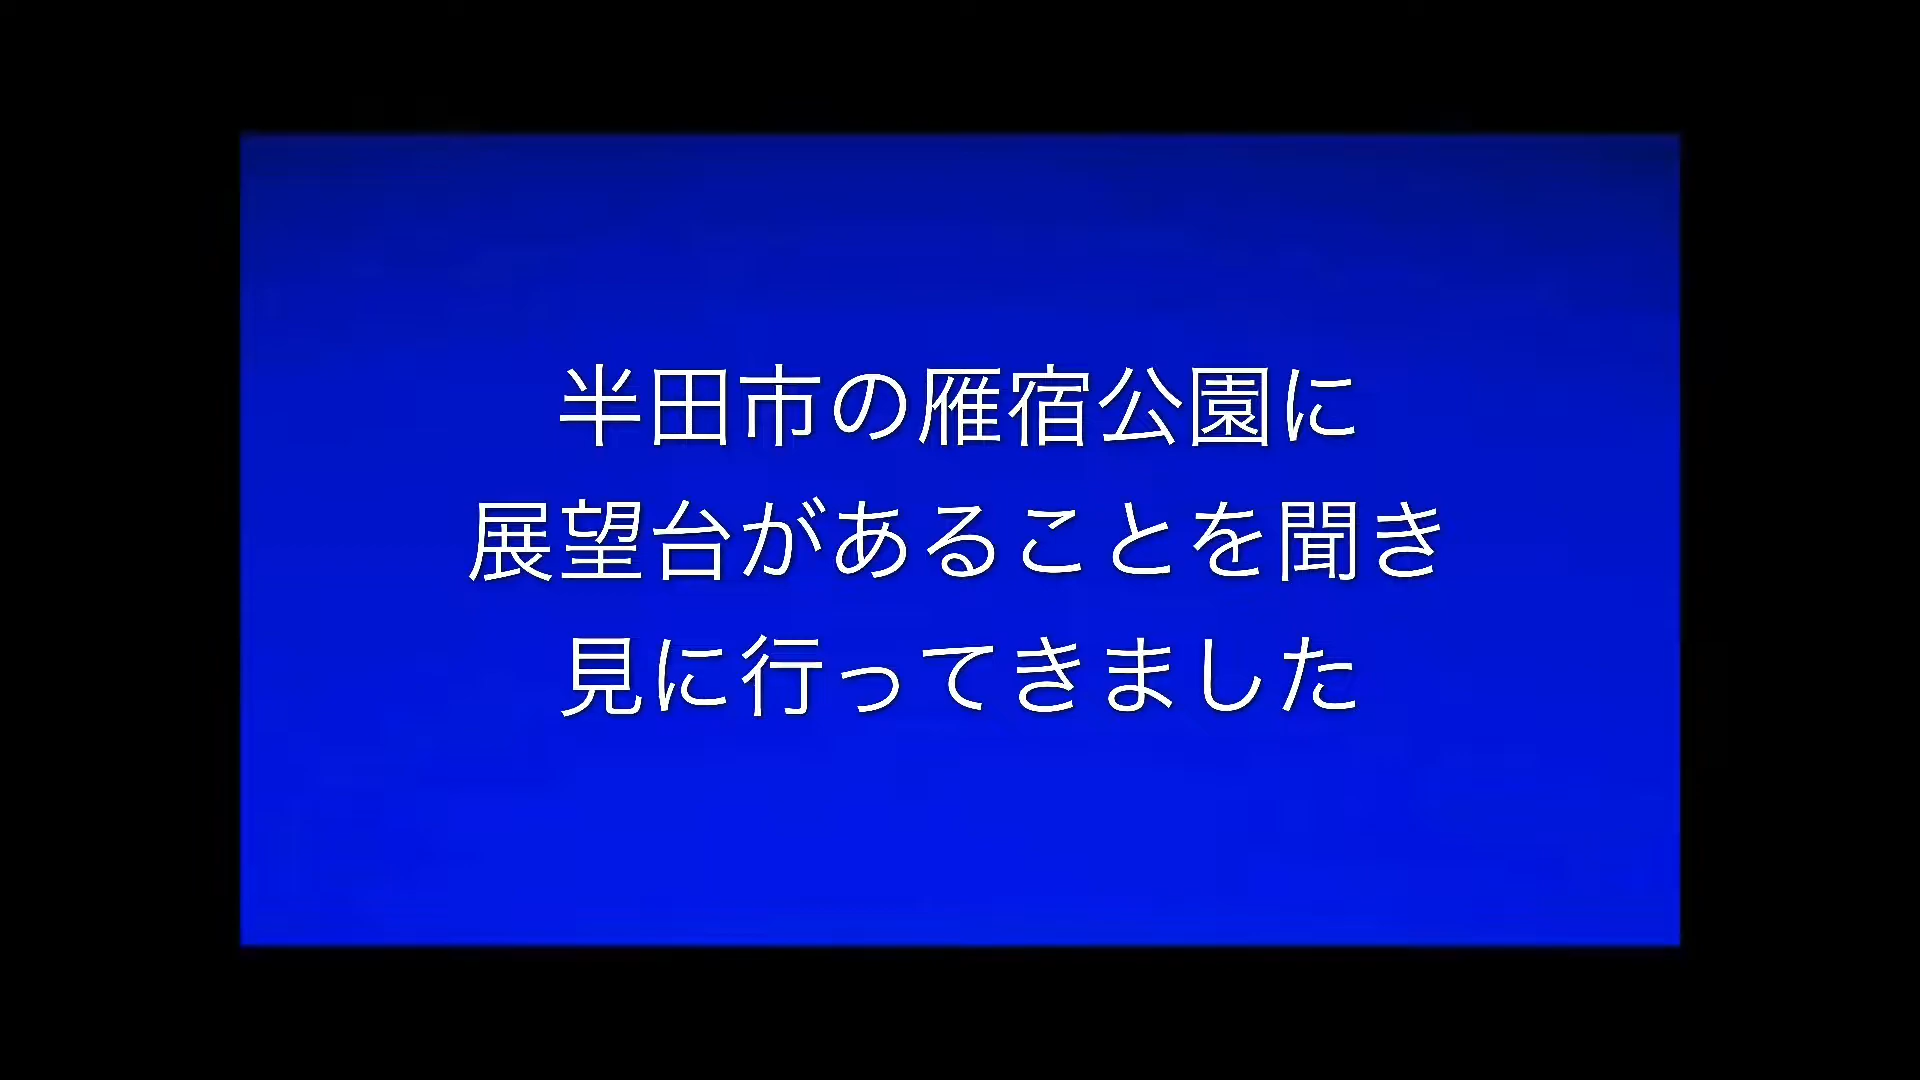 半田市の雁宿公園に
展望台があることを聞き
見に行ってきました